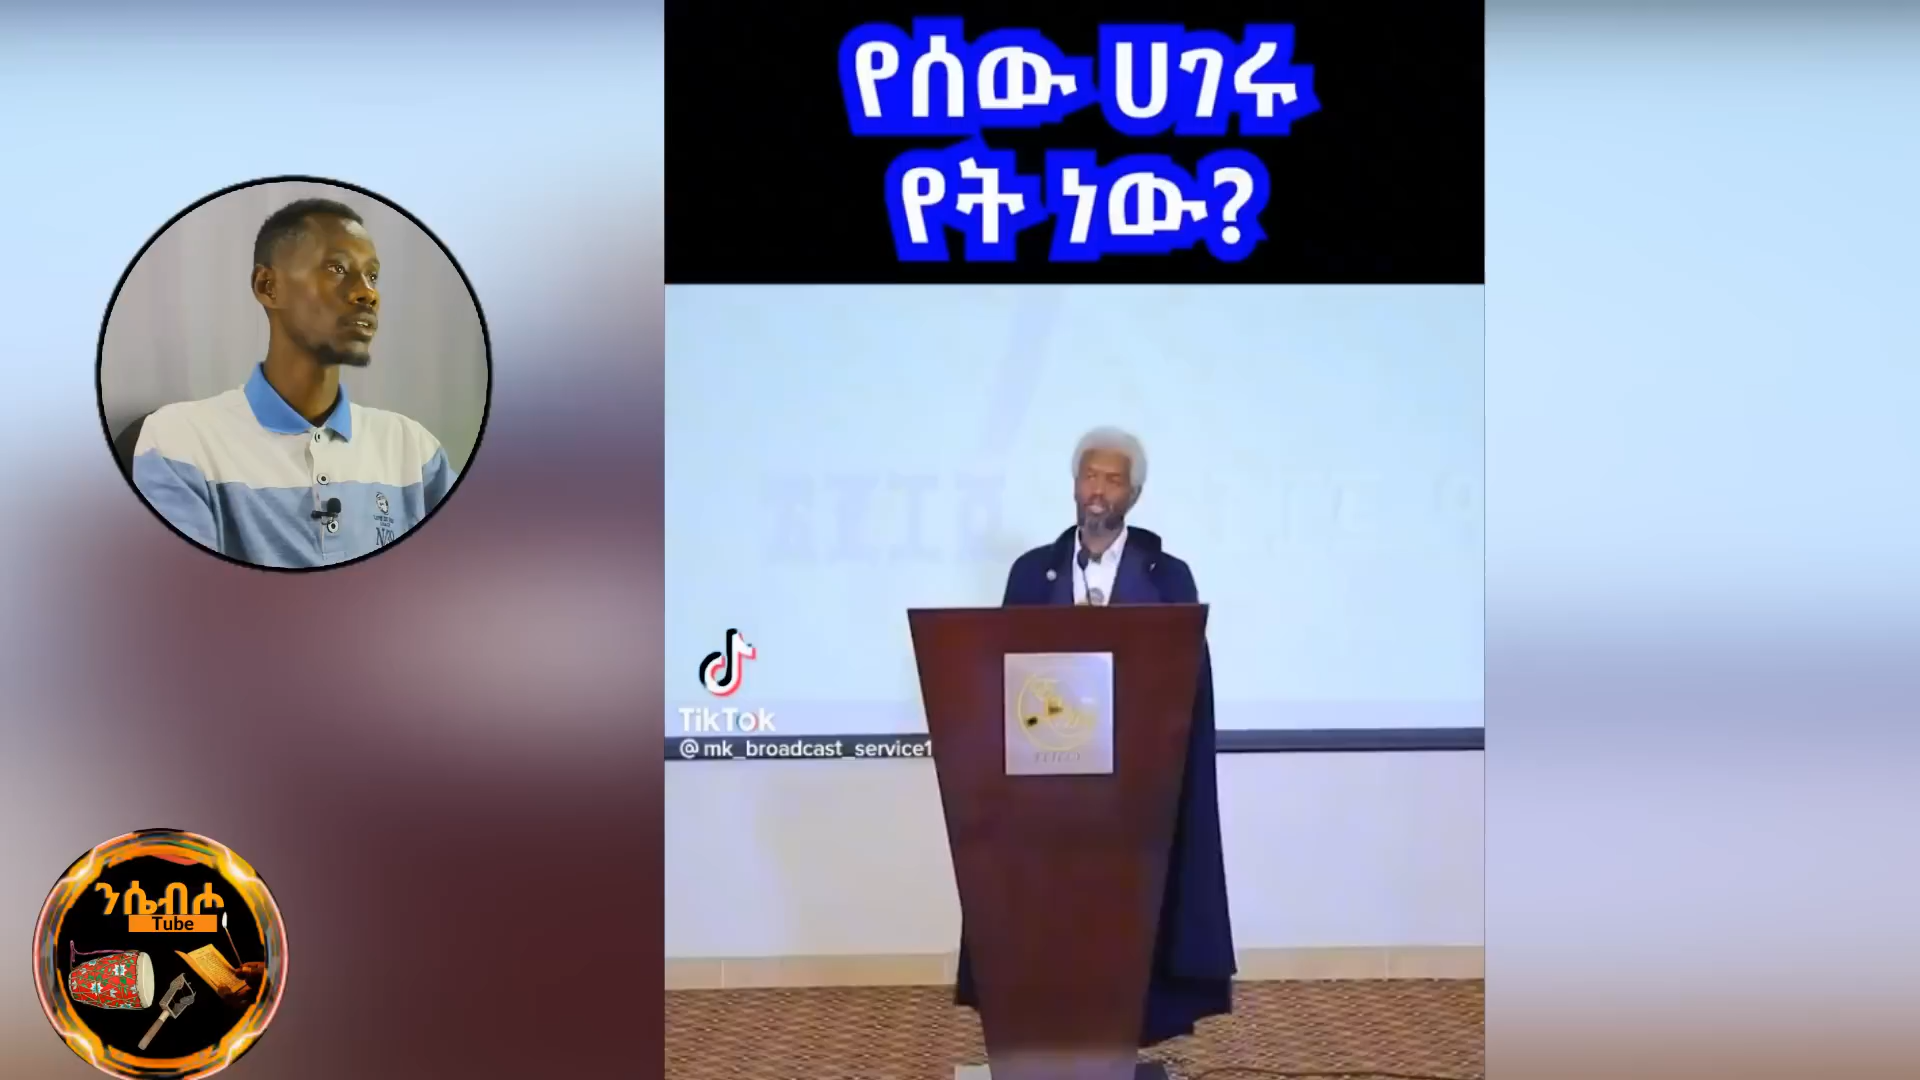 የሰው ሀገሩ
የት ነው?
TikTok
@mk_broadcast_service1
ንሴብሖ
Tube